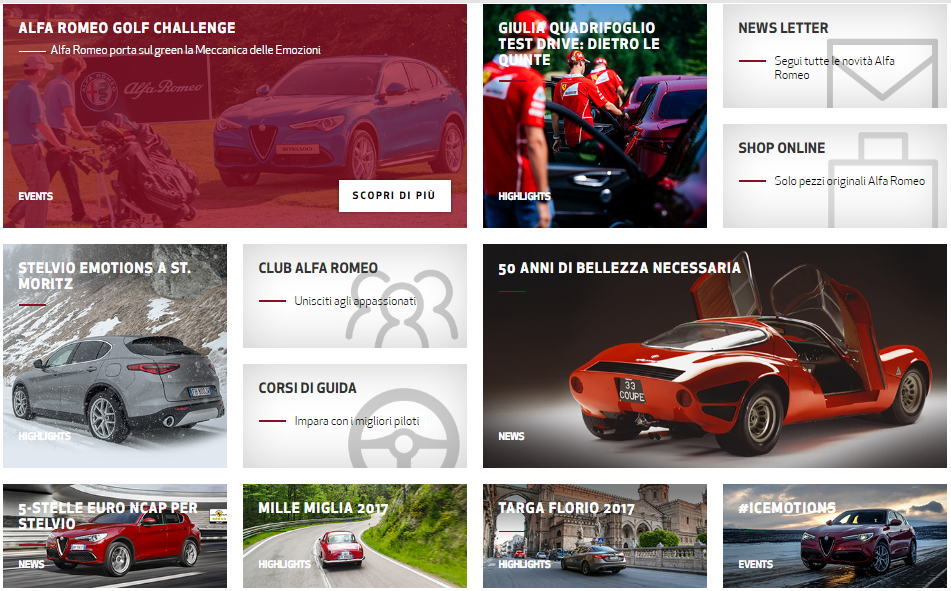 ALFA ROMEO GOLF CHALLENGE
Alfa Romeo porta sul green la Meccanica delle Emozioni
Alfa Romeo
EVENTS
SCOPRI DI PIÙ
GIULIA QUADRIFOGLIO
TEST DRIVE: DIETRO LE
QUINTE
HIGHLIGHTS
NEWS LETTER
Segui tutte le novità Alfa
Romeo
SHOP ONLINE
Solo pezzi originali Alfa Romeo
STELVIO EMOTIONS A ST.
MORITZ
HIGHLIGHTS
CLUB ALFA ROMEO
Unisciti agli appassionati
CORSI DI GUIDA
Impara con i migliori piloti
50 ANNI DI BELLEZZA NECESSARIA
33
COUPE
NEWS
5-STELLE EURO NCAP PER
STELVIO
NEWS
MILLE MIGLIA 2017
HIGHLIGHTS
TARGA FLORIO 2017
HIGHLIGHTS
#ICEMOTIONS
EVENTS